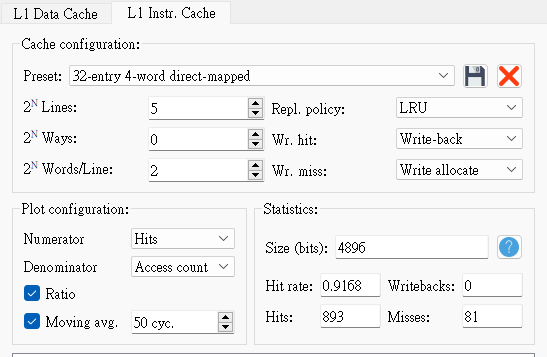 L1 Data Cache L1 Instr. Cache
Cache configuration:
Preset: 32-entry 4-word direct-mapped
2ᴺ Lines: 5 Repl. policy: LRU
2ᴺ Ways: 0 Wr. hit: Write-back
2ᴺ Words/Line: 2 Wr. miss: Write allocate
Plot configuration:
Numerator Hits
Denominator Access count
Ratio
Moving avg. 50 cyc.
Statistics:
Size (bits): 4896 ?
Hit rate: 0.9168 Writebacks: 0
Hits: 893 Misses: 81